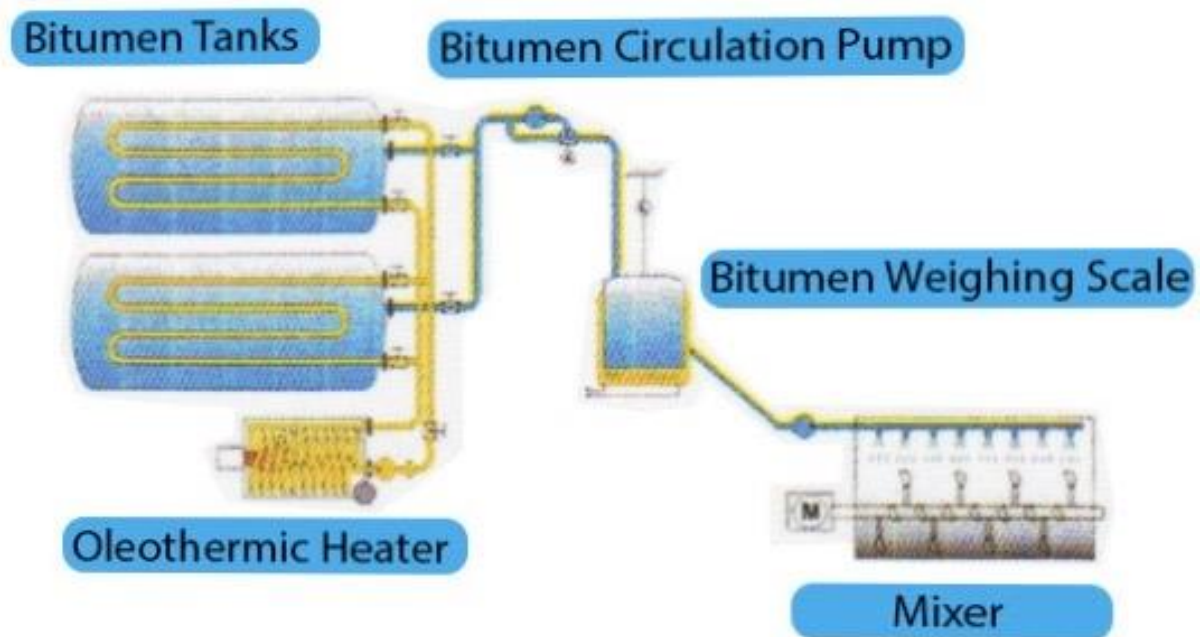 Bitumen Tanks
Bitumen Circulation Pump
Bitumen Weighing Scale
M
Oleothermic Heater
Mixer